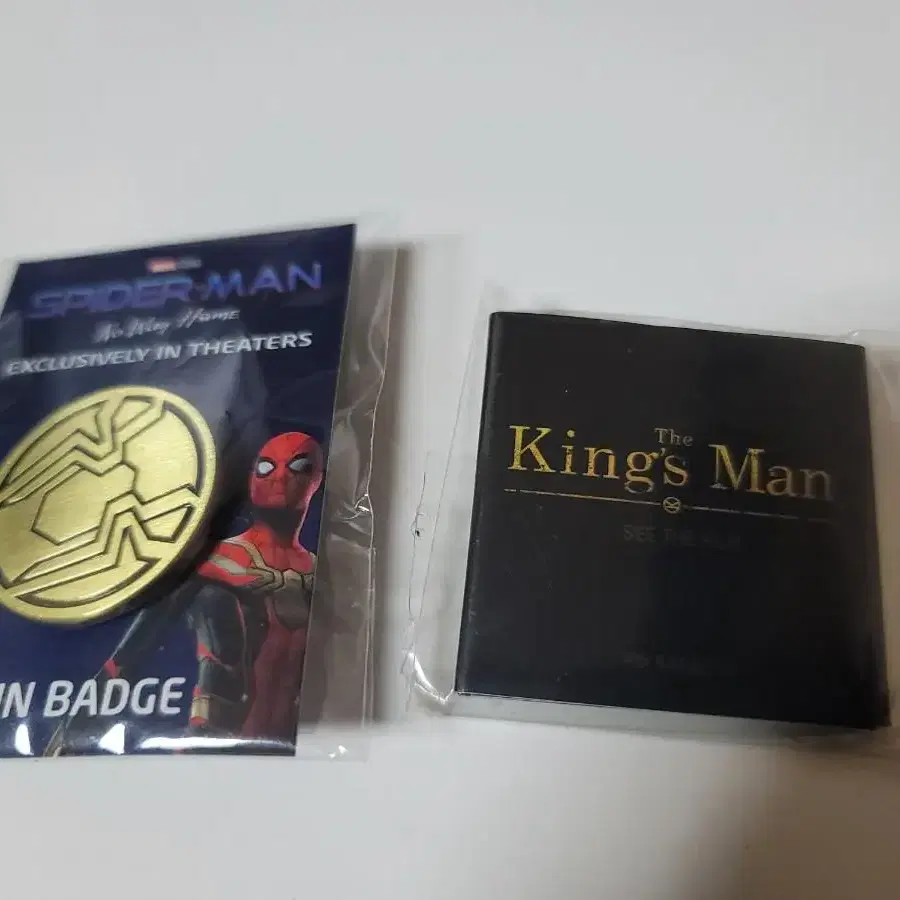 SPIDER-MAN
No Way Home
EXCLUSIVELY IN THEATERS
IN BADGE
The
King's Man
SEE THE FILM